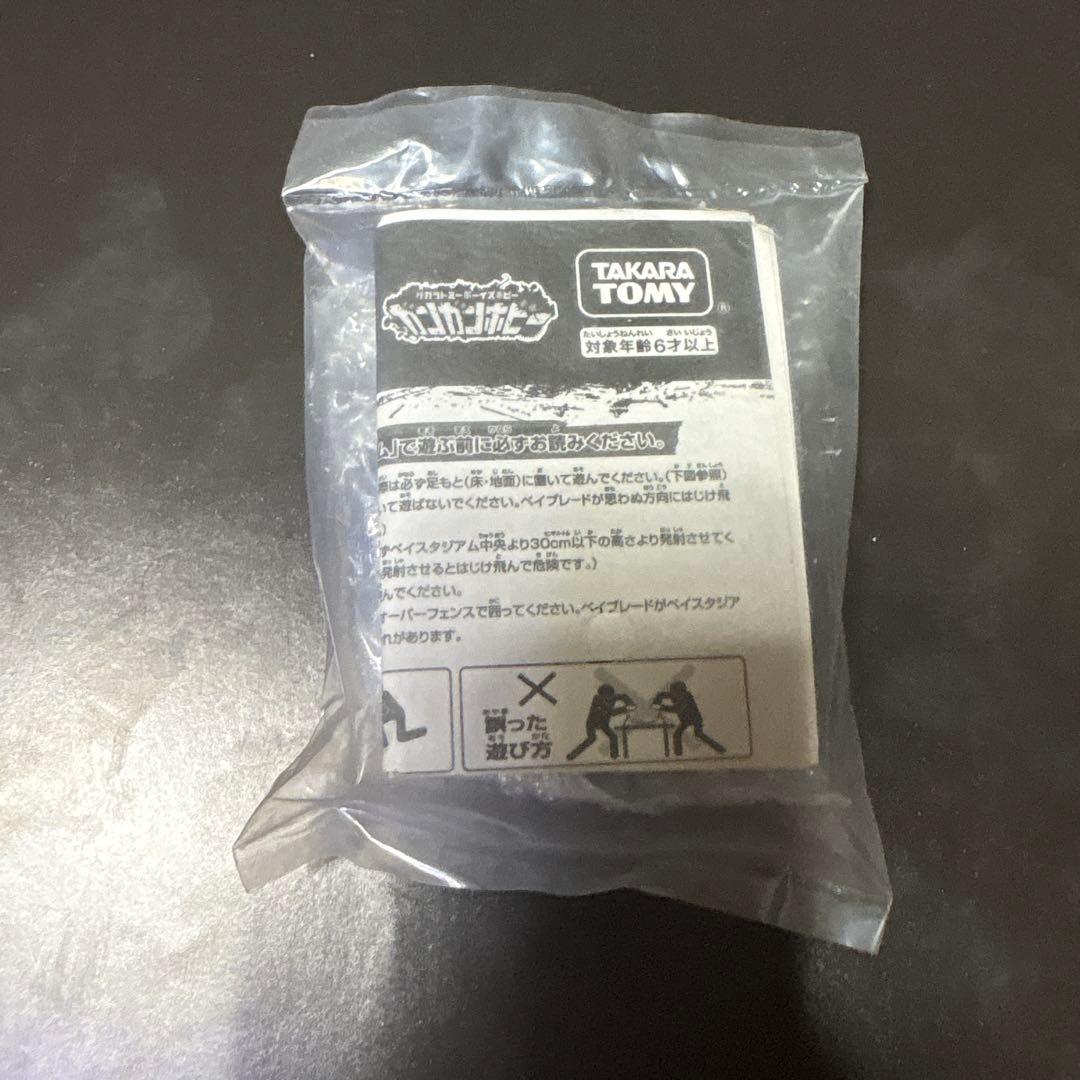 タカラトミーボーイズホビー
ガンガンホビー
TAKARA
TOMY
®
たいしょうねんれい さい いじょう
対象年齢6才以上
」で遊ぶ前に必ずお読みください。
は必ず足もと(床・地面)に置いて遊んでください。(下図参照)
いて遊ばないでください。ベイブレードが思わぬ方向にはじけ飛
)
ずベイスタジアム中央より30cm以下の高さより発射させてく
発射させるとはじけ飛んで危険です。)
んでください。
オーバーフェンスで囲ってください。ベイブレードがベイスタジア
れがあります。
×
誤った
遊び方